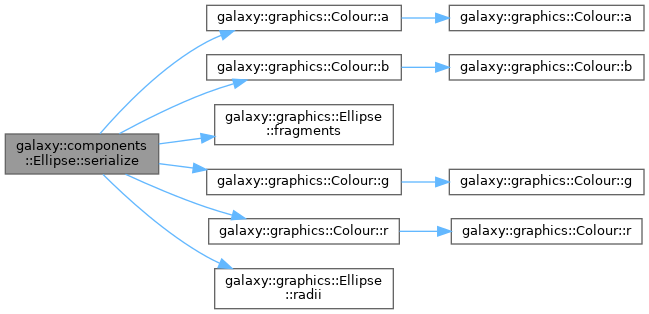 galaxy::graphics::Colour::a
galaxy::graphics::Colour::a
galaxy::graphics::Colour::b
galaxy::graphics::Colour::b
galaxy::graphics::Ellipse
::fragments
galaxy::components
::Ellipse::serialize
galaxy::graphics::Colour::g
galaxy::graphics::Colour::g
galaxy::graphics::Colour::r
galaxy::graphics::Colour::r
galaxy::graphics::Ellipse
::radii